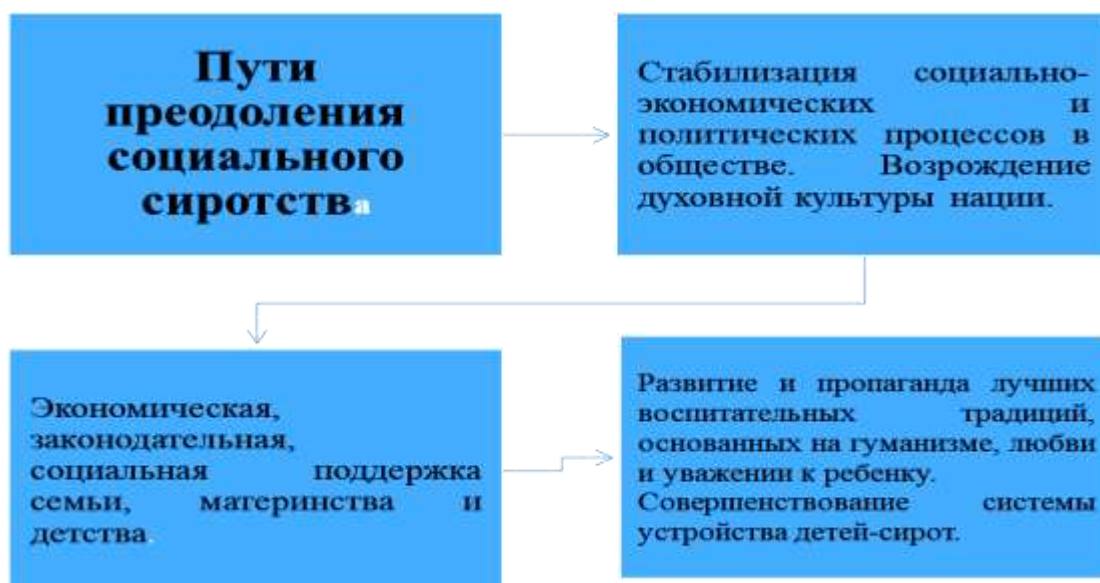 Пути
преодоления
социального
сиротства
Стабилизация социально-
экономических и
политических процессов в
обществе. Возрождение
духовной культуры нации.
Экономическая,
законодательная,
социальная поддержка
семьи, материнства и
детства.
Развитие и пропаганда лучших
воспитательных традиций,
основанных на гуманизме, любви
и уважении к ребенку.
Совершенствование системы
устройства детей-сирот.